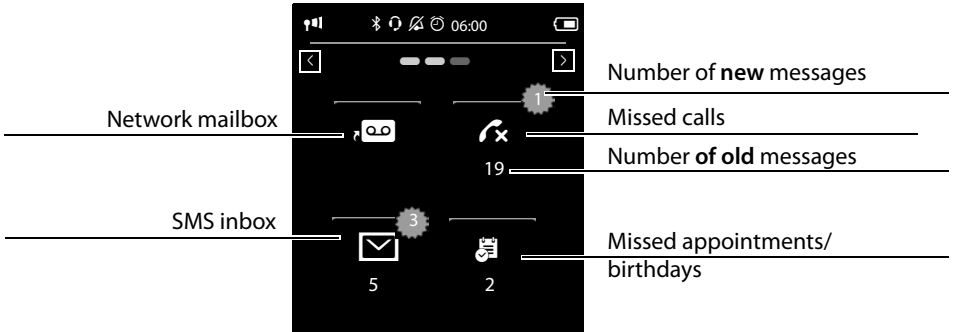 06:00
Number of new messages
1
Network mailbox
Missed calls
19
Number of old messages
SMS inbox
3
Missed appointments/
birthdays
5
2